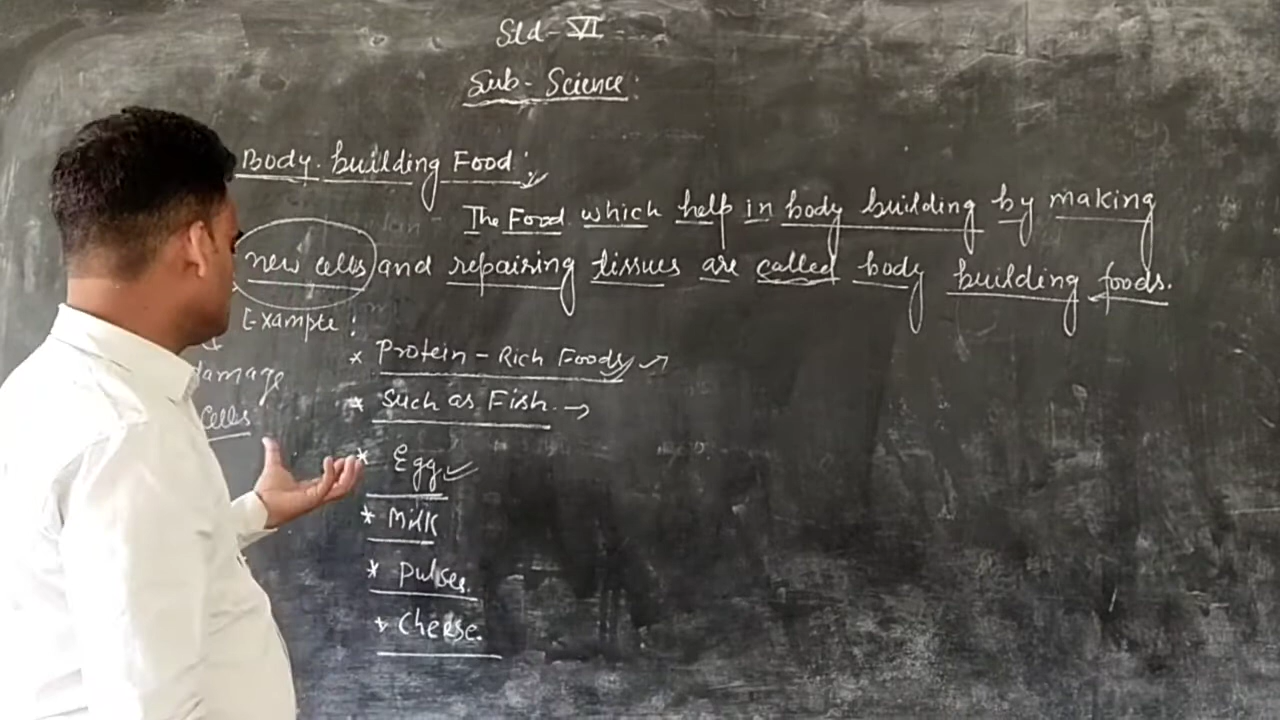 Std - VI
Sub - Science :
Body building Food :
The Food which help in body building by making
new cells and repairing tissues are called body building foods.
Example :
damage
cells
* Protein - Rich Foods →
* Such as Fish. →
* Egg
* Milk
* Pulses.
* Cheese.